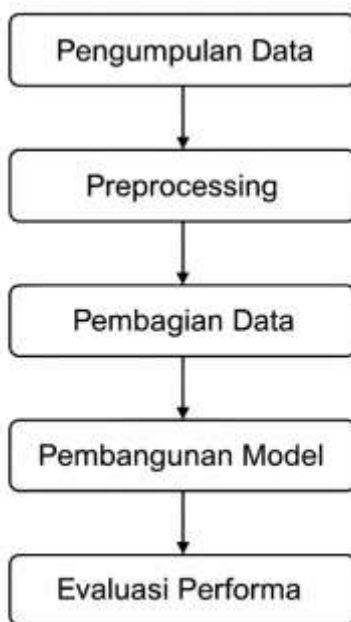 Pengumpulan Data
Preprocessing
Pembagian Data
Pembangunan Model
Evaluasi Performa